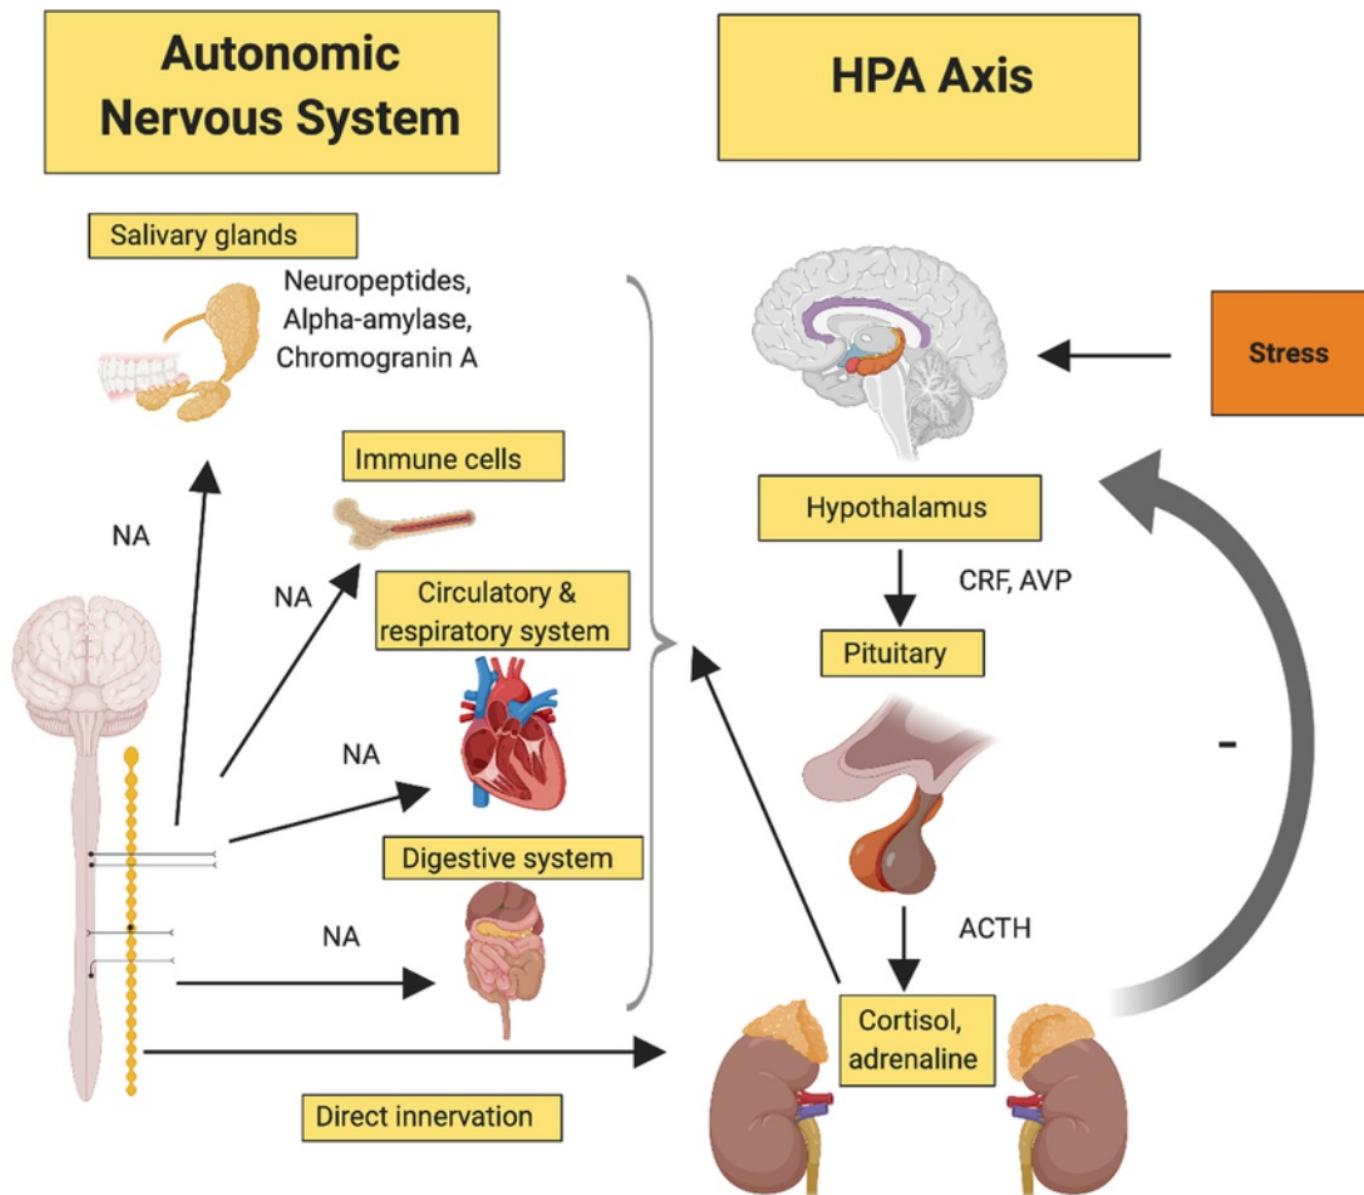 Autonomic
Nervous System
HPA Axis
Salivary glands
Neuropeptides,
Alpha-amylase,
Chromogranin A
Immune cells
NA
NA
Circulatory &
respiratory system
NA
Digestive system
NA
Direct innervation
Stress
Hypothalamus
CRF, AVP
Pituitary
-
ACTH
Cortisol,
adrenaline